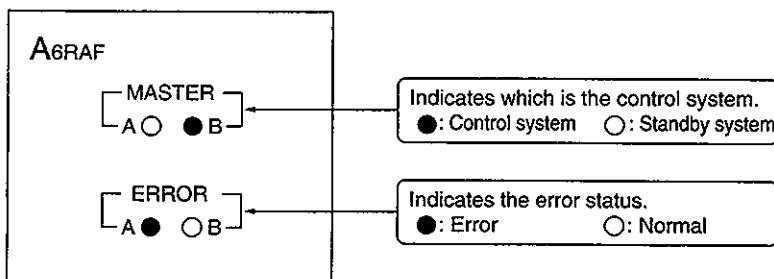 A6RAF
MASTER
A○ ●B
Indicates which is the control system.
●: Control system ○: Standby system
ERROR
A● ○B
Indicates the error status.
●: Error ○: Normal